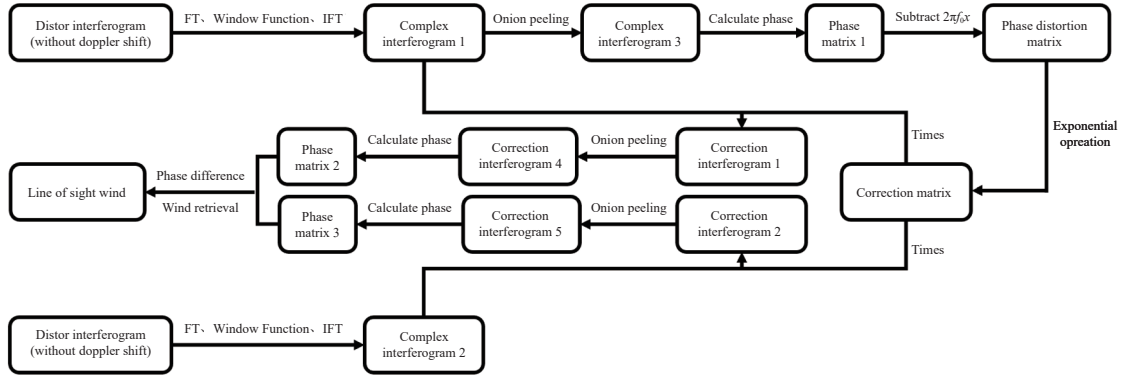 Distor interferogram
(without doppler shift)
FT、Window Function、IFT
Complex
interferogram 1
Onion peeling
Complex
interferogram 3
Calculate phase
Phase
matrix 1
Subtract 2πf₀x
Phase distortion
matrix
Exponential
opreation
Times
Correction matrix
Times
Correction
interferogram 1
Onion peeling
Correction
interferogram 4
Calculate phase
Phase
matrix 2
Correction
interferogram 2
Onion peeling
Correction
interferogram 5
Calculate phase
Phase
matrix 3
Phase difference
Wind retrieval
Line of sight wind
Distor interferogram
(without doppler shift)
FT、Window Function、IFT
Complex
interferogram 2